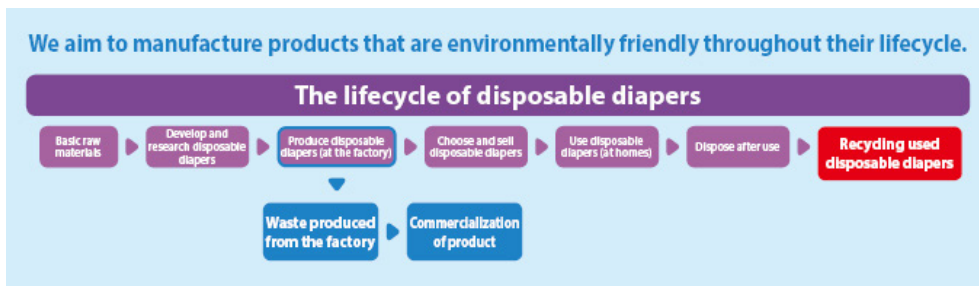 We aim to manufacture products that are environmentally friendly throughout their lifecycle.
The lifecycle of disposable diapers
Basic raw
materials
Develop and
research disposable
diapers
Produce disposable
diapers (at the factory)
Choose and sell
disposable diapers
Use disposable
diapers (at homes)
Dispose after use
Recyding used
disposable diapers
Waste produced
from the factory
Commercialization
of product